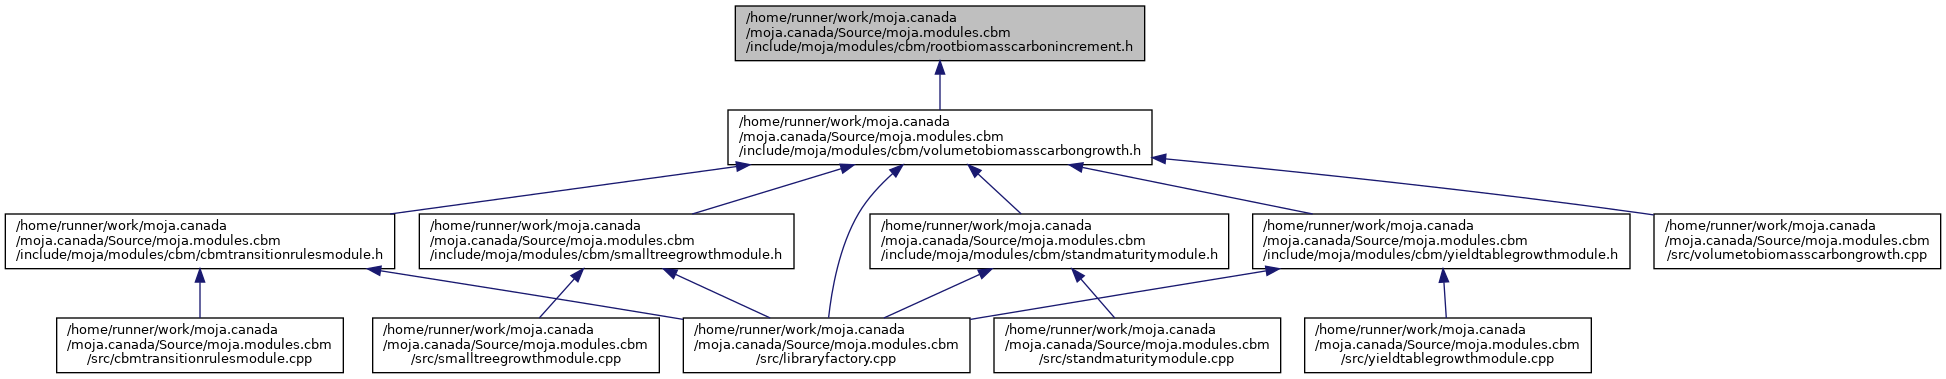 /home/runner/work/moja.canada
/moja.canada/Source/moja.modules.cbm
/include/moja/modules/cbm/rootbiomasscarbonincrement.h
/home/runner/work/moja.canada
/moja.canada/Source/moja.modules.cbm
/include/moja/modules/cbm/volumetobiomasscarbongrowth.h
/home/runner/work/moja.canada
/moja.canada/Source/moja.modules.cbm
/include/moja/modules/cbm/cbmtransitionrulesmodule.h
/home/runner/work/moja.canada
/moja.canada/Source/moja.modules.cbm
/include/moja/modules/cbm/smalltreegrowthmodule.h
/home/runner/work/moja.canada
/moja.canada/Source/moja.modules.cbm
/include/moja/modules/cbm/standmaturitymodule.h
/home/runner/work/moja.canada
/moja.canada/Source/moja.modules.cbm
/include/moja/modules/cbm/yieldtablegrowthmodule.h
/home/runner/work/moja.canada
/moja.canada/Source/moja.modules.cbm
/src/volumetobiomasscarbongrowth.cpp
/home/runner/work/moja.canada
/moja.canada/Source/moja.modules.cbm
/src/cbmtransitionrulesmodule.cpp
/home/runner/work/moja.canada
/moja.canada/Source/moja.modules.cbm
/src/smalltreegrowthmodule.cpp
/home/runner/work/moja.canada
/moja.canada/Source/moja.modules.cbm
/src/libraryfactory.cpp
/home/runner/work/moja.canada
/moja.canada/Source/moja.modules.cbm
/src/standmaturitymodule.cpp
/home/runner/work/moja.canada
/moja.canada/Source/moja.modules.cbm
/src/yieldtablegrowthmodule.cpp